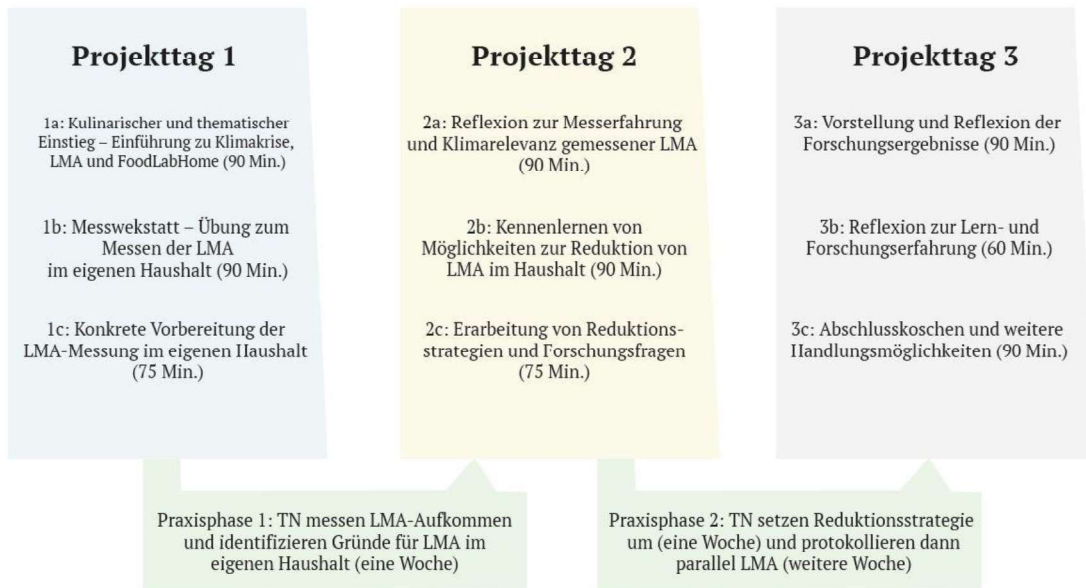 Projekttag 1
1a: Kulinarischer und thematischer
Einstieg – Einführung zu Klimakrise,
LMA und FoodLabHome (90 Min.)
1b: Messwekstatt – Übung zum
Messen der LMA
im eigenen Haushalt (90 Min.)
1c: Konkrete Vorbereitung der
LMA-Messung im eigenen Haushalt
(75 Min.)
Projekttag 2
2a: Reflexion zur Messerfahrung
und Klimarelevanz gemessener LMA
(90 Min.)
2b: Kennenlernen von
Möglichkeiten zur Reduktion von
LMA im Haushalt (90 Min.)
2c: Erarbeitung von Reduktions-
strategien und Forschungsfragen
(75 Min.)
Projekttag 3
3a: Vorstellung und Reflexion der
Forschungsergebnisse (90 Min.)
3b: Reflexion zur Lern- und
Forschungserfahrung (60 Min.)
3c: Abschlusskoschen und weitere
Handlungsmöglichkeiten (90 Min.)
Praxisphase 1: TN messen LMA-Aufkommen
und identifizieren Gründe für LMA im
eigenen Haushalt (eine Woche)
Praxisphase 2: TN setzen Reduktionsstrategie
um (eine Woche) und protokollieren dann
parallel LMA (weitere Woche)